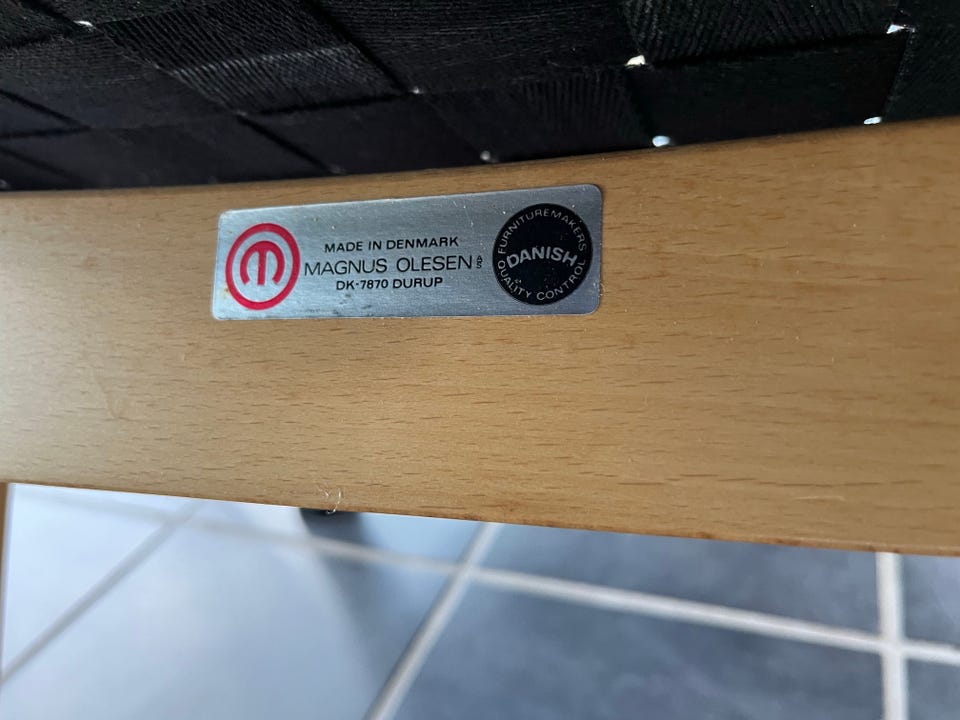 MADE IN DENMARK
MAGNUS OLESEN A/S
DK-7870 DURUP
FURNITUREMAKERS
DANISH
QUALITY CONTROL